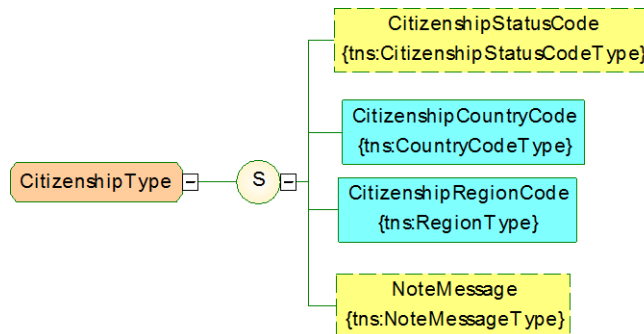 CitizenshipStatusCode
{tns:CitizenshipStatusCodeType}
CitizenshipCountryCode
{tns:CountryCodeType}
CitizenshipType
S
CitizenshipRegionCode
{tns:RegionType}
NoteMessage
{tns:NoteMessageType}